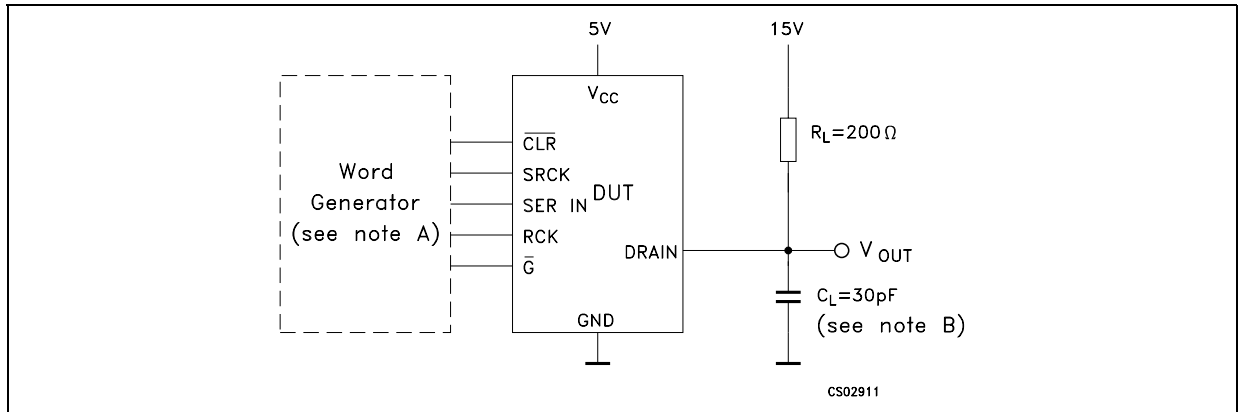 5V
15V
V_CC
Word
Generator
(see note A)
C̅L̅R̅
SRCK
SER IN
RCK
G̅
DUT
DRAIN
GND
R_L=200Ω
V_OUT
C_L=30pF
(see note B)
CS02911